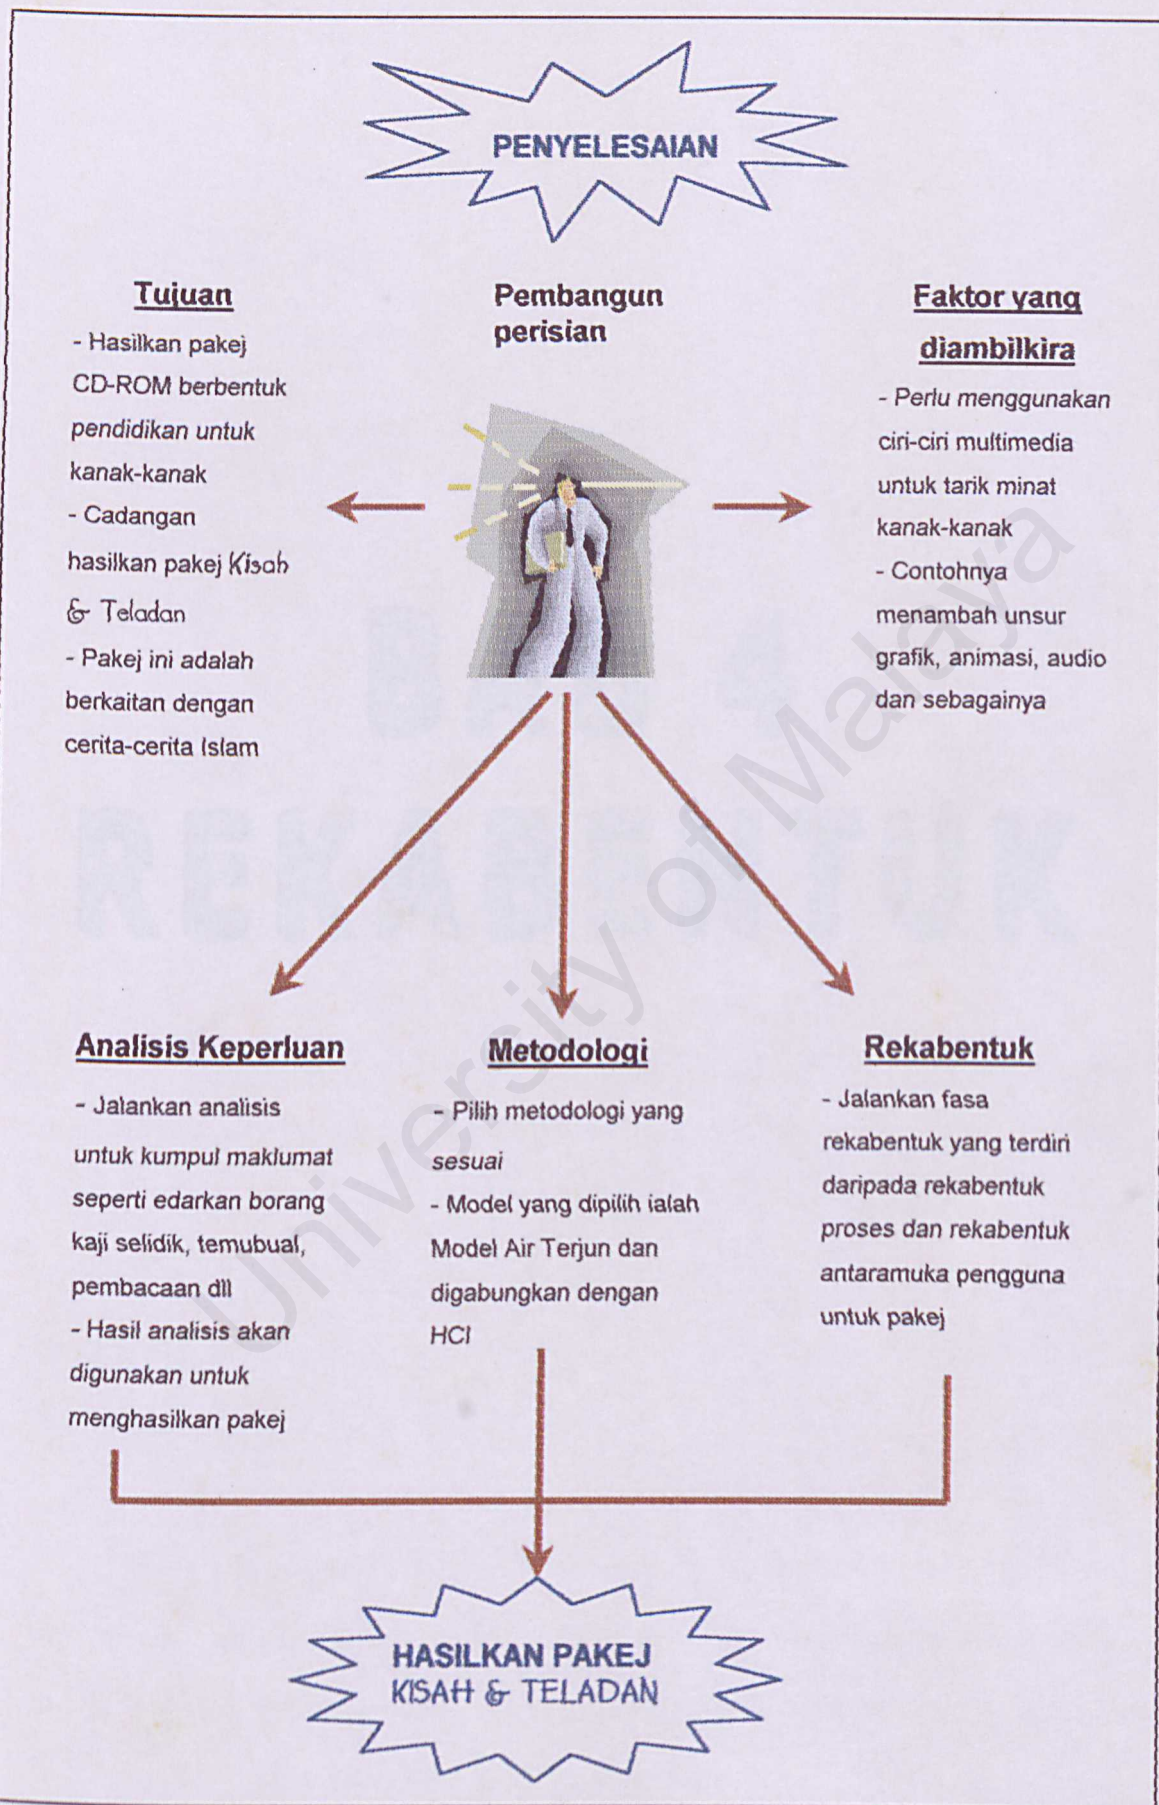 PENYELESAIAN
Tujuan
- Hasilkan pakej
CD-ROM berbentuk
pendidikan untuk
kanak-kanak
- Cadangan
hasilkan pakej Kisah
& Teladan
- Pakej ini adalah
berkaitan dengan
cerita-cerita Islam
Pembangun
perisian
Faktor yang
diambilkira
- Perlu menggunakan
ciri-ciri multimedia
untuk tarik minat
kanak-kanak
- Contohnya
menambah unsur
grafik, animasi, audio
dan sebagainya
Analisis Keperluan
- Jalankan analisis
untuk kumpul maklumat
seperti edarkan borang
kaji selidik, temubual,
pembacaan dll
- Hasil analisis akan
digunakan untuk
menghasilkan pakej
Metodologi
- Pilih metodologi yang
sesuai
- Model yang dipilih ialah
Model Air Terjun dan
digabungkan dengan
HCI
Rekabentuk
- Jalankan fasa
rekabentuk yang terdiri
daripada rekabentuk
proses dan rekabentuk
antaramuka pengguna
untuk pakej
HASILKAN PAKEJ
KISAH & TELADAN
University of Malaya
BAB 4
REKABENTUK